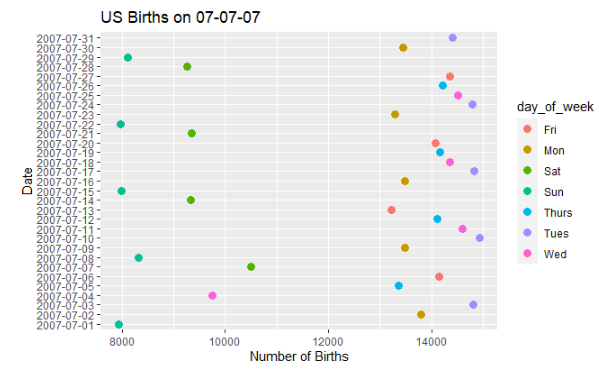 US Births on 07-07-07
2007-07-31
2007-07-30
2007-07-29
2007-07-28
2007-07-27
2007-07-26
2007-07-25
2007-07-24
2007-07-23
2007-07-22
2007-07-21
2007-07-20
2007-07-19
2007-07-18
2007-07-17
2007-07-16
2007-07-15
2007-07-14
2007-07-13
2007-07-12
2007-07-11
2007-07-10
2007-07-09
2007-07-08
2007-07-07
2007-07-06
2007-07-05
2007-07-04
2007-07-03
2007-07-02
2007-07-01
Date
8000 10000 12000 14000
Number of Births
day_of_week
Fri
Mon
Sat
Sun
Thurs
Tues
Wed